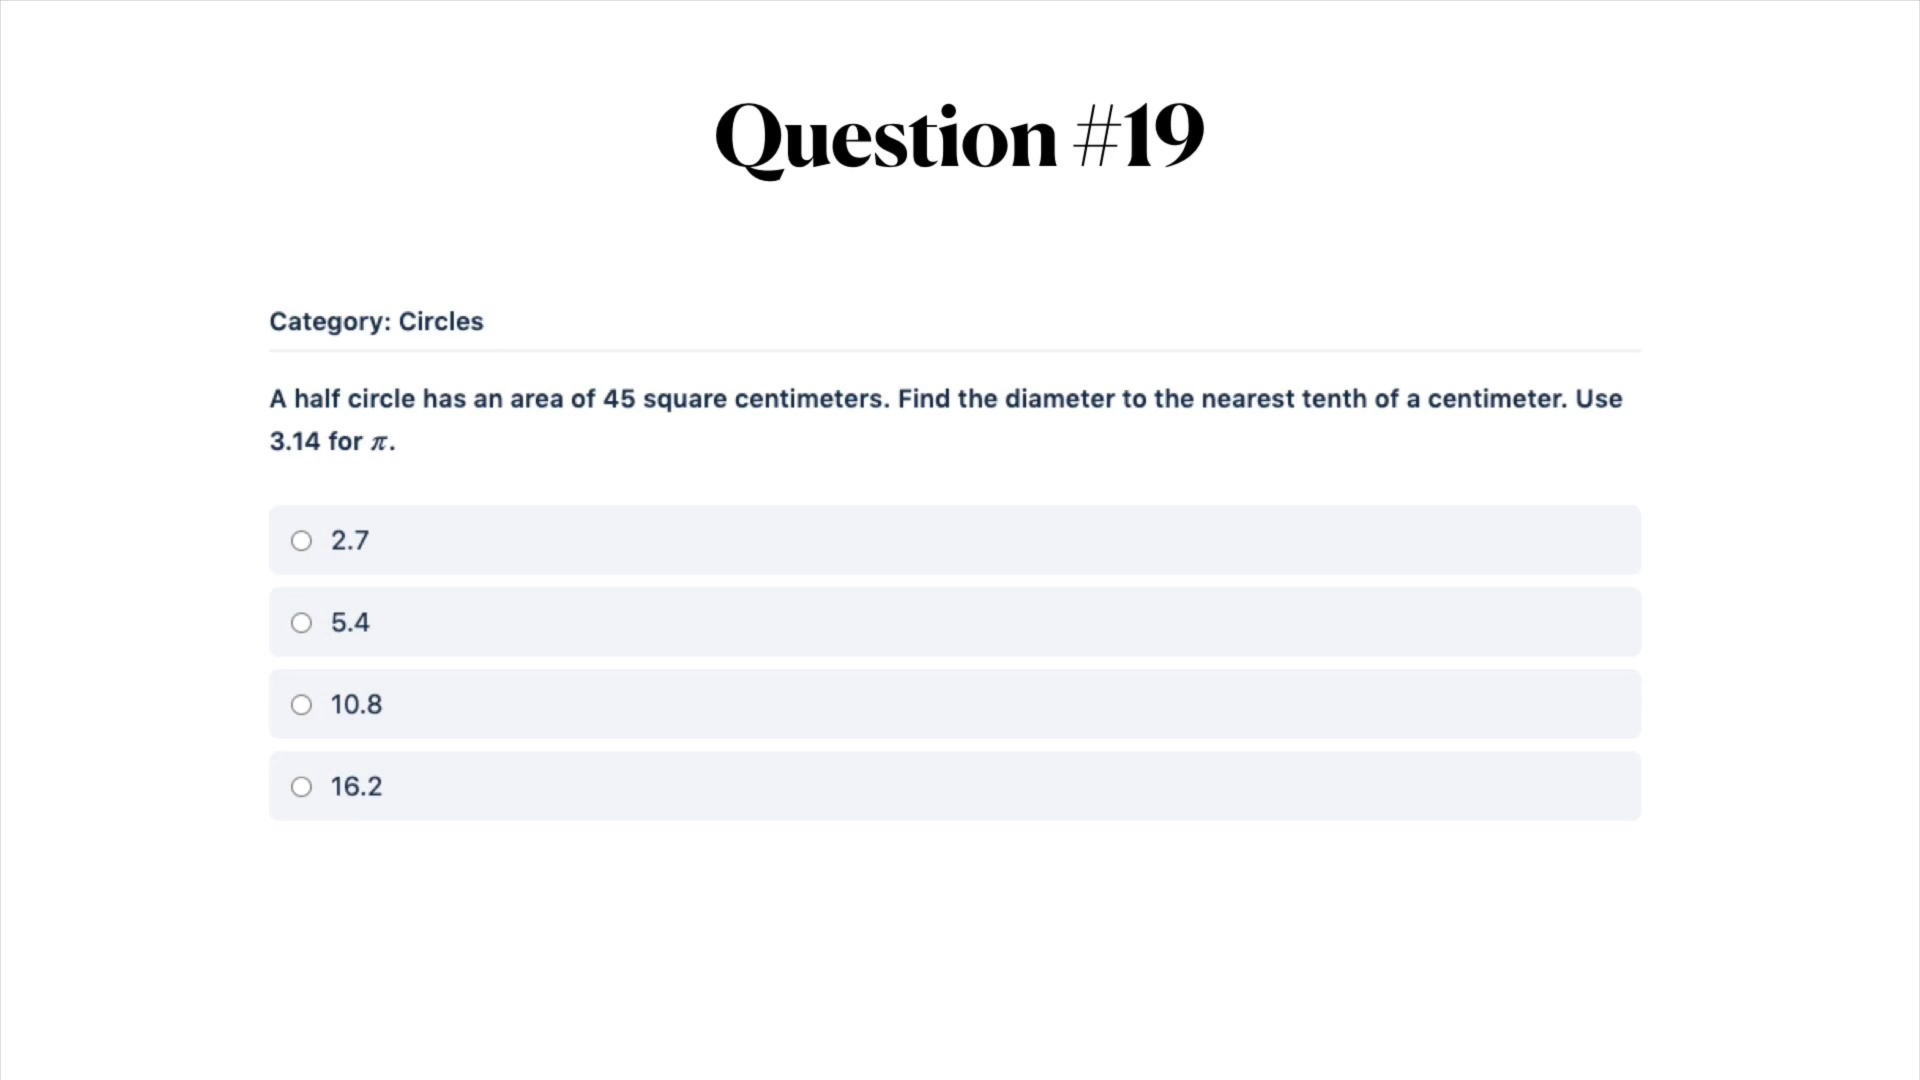 Question #19
Category: Circles
A half circle has an area of 45 square centimeters. Find the diameter to the nearest tenth of a centimeter. Use
3.14 for π.
2.7
5.4
10.8
16.2